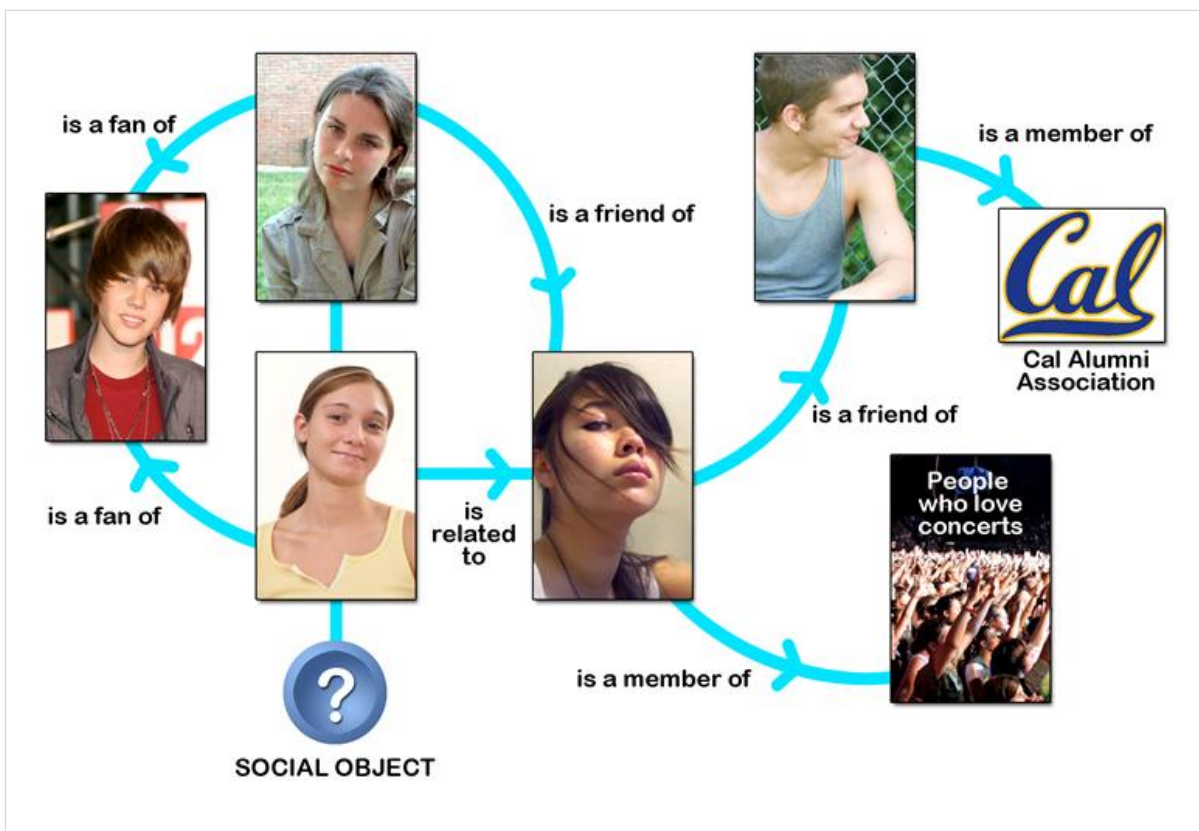 is a fan of
is a member of
is a friend of
Cal
Cal Alumni
Association
is a friend of
is a fan of
is
related
to
People
who love
concerts
is a member of
?
SOCIAL OBJECT